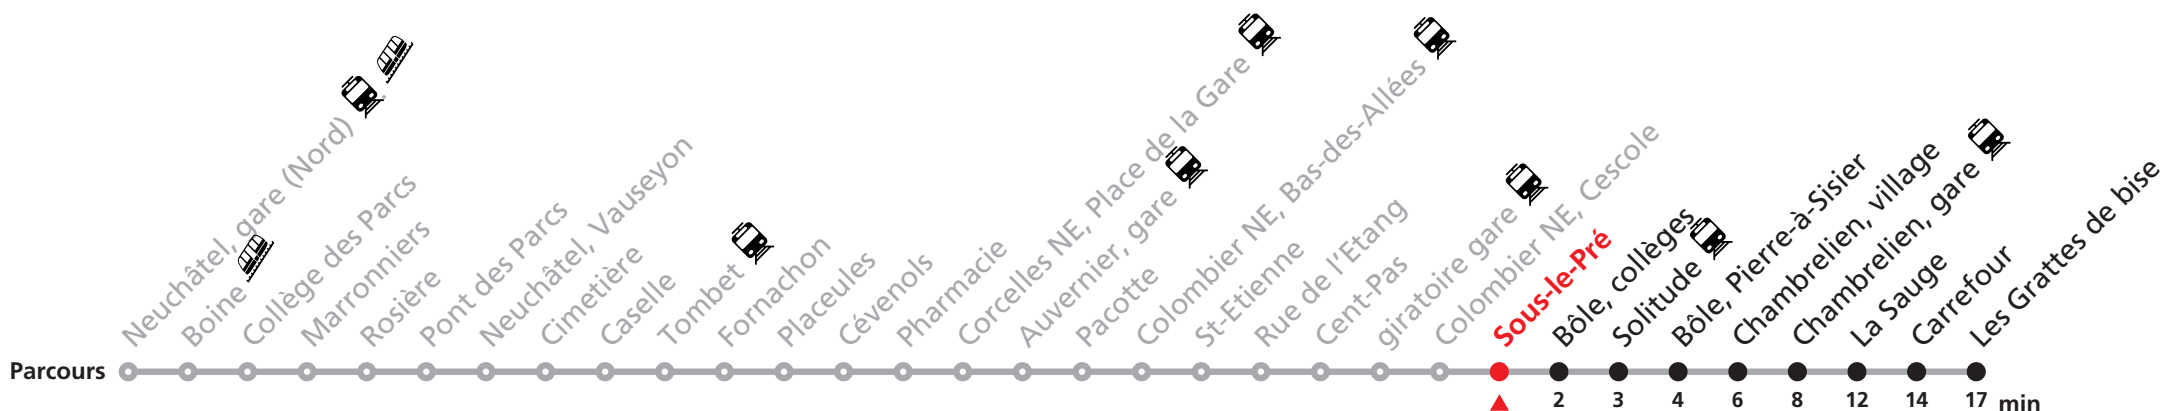 Neuchâtel, gare (Nord)
Boine
Collège des Parcs
Marronniers
Rosière
Pont des Parcs
Neuchâtel, Vauseyon
Cimetière
Caselle
Tombet
Fornachon
Placeules
Cévenols
Pharmacie
Corcelles NE, Place de la Gare
Auvernier, gare
Pacotte
Colombier NE, Bas-des-Allées
St-Etienne
Rue de l'Etang
Cent-Pas
giratoire gare
Colombier NE, Cescole
Sous-le-Pré
Bôle, collèges
Solitude
Bôle, Pierre-à-Sisier
Chambrelien, village
Chambrelien, gare
La Sauge
Carrefour
Les Grattes de bise
Parcours
2 3 4 6 8 12 14 17 min